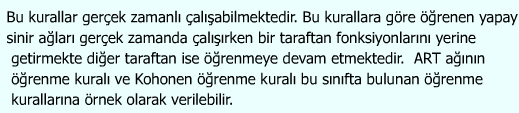 Bu kurallar gerçek zamanlı çalışabilmektedir. Bu kurallara göre öğrenen yapay
sinir ağları gerçek zamanda çalışırken bir taraftan fonksiyonlarını yerine
getirmekte diğer taraftan ise öğrenmeye devam etmektedir. ART ağının
öğrenme kuralı ve Kohonen öğrenme kuralı bu sınıfta bulunan öğrenme
kurallarına örnek olarak verilebilir.